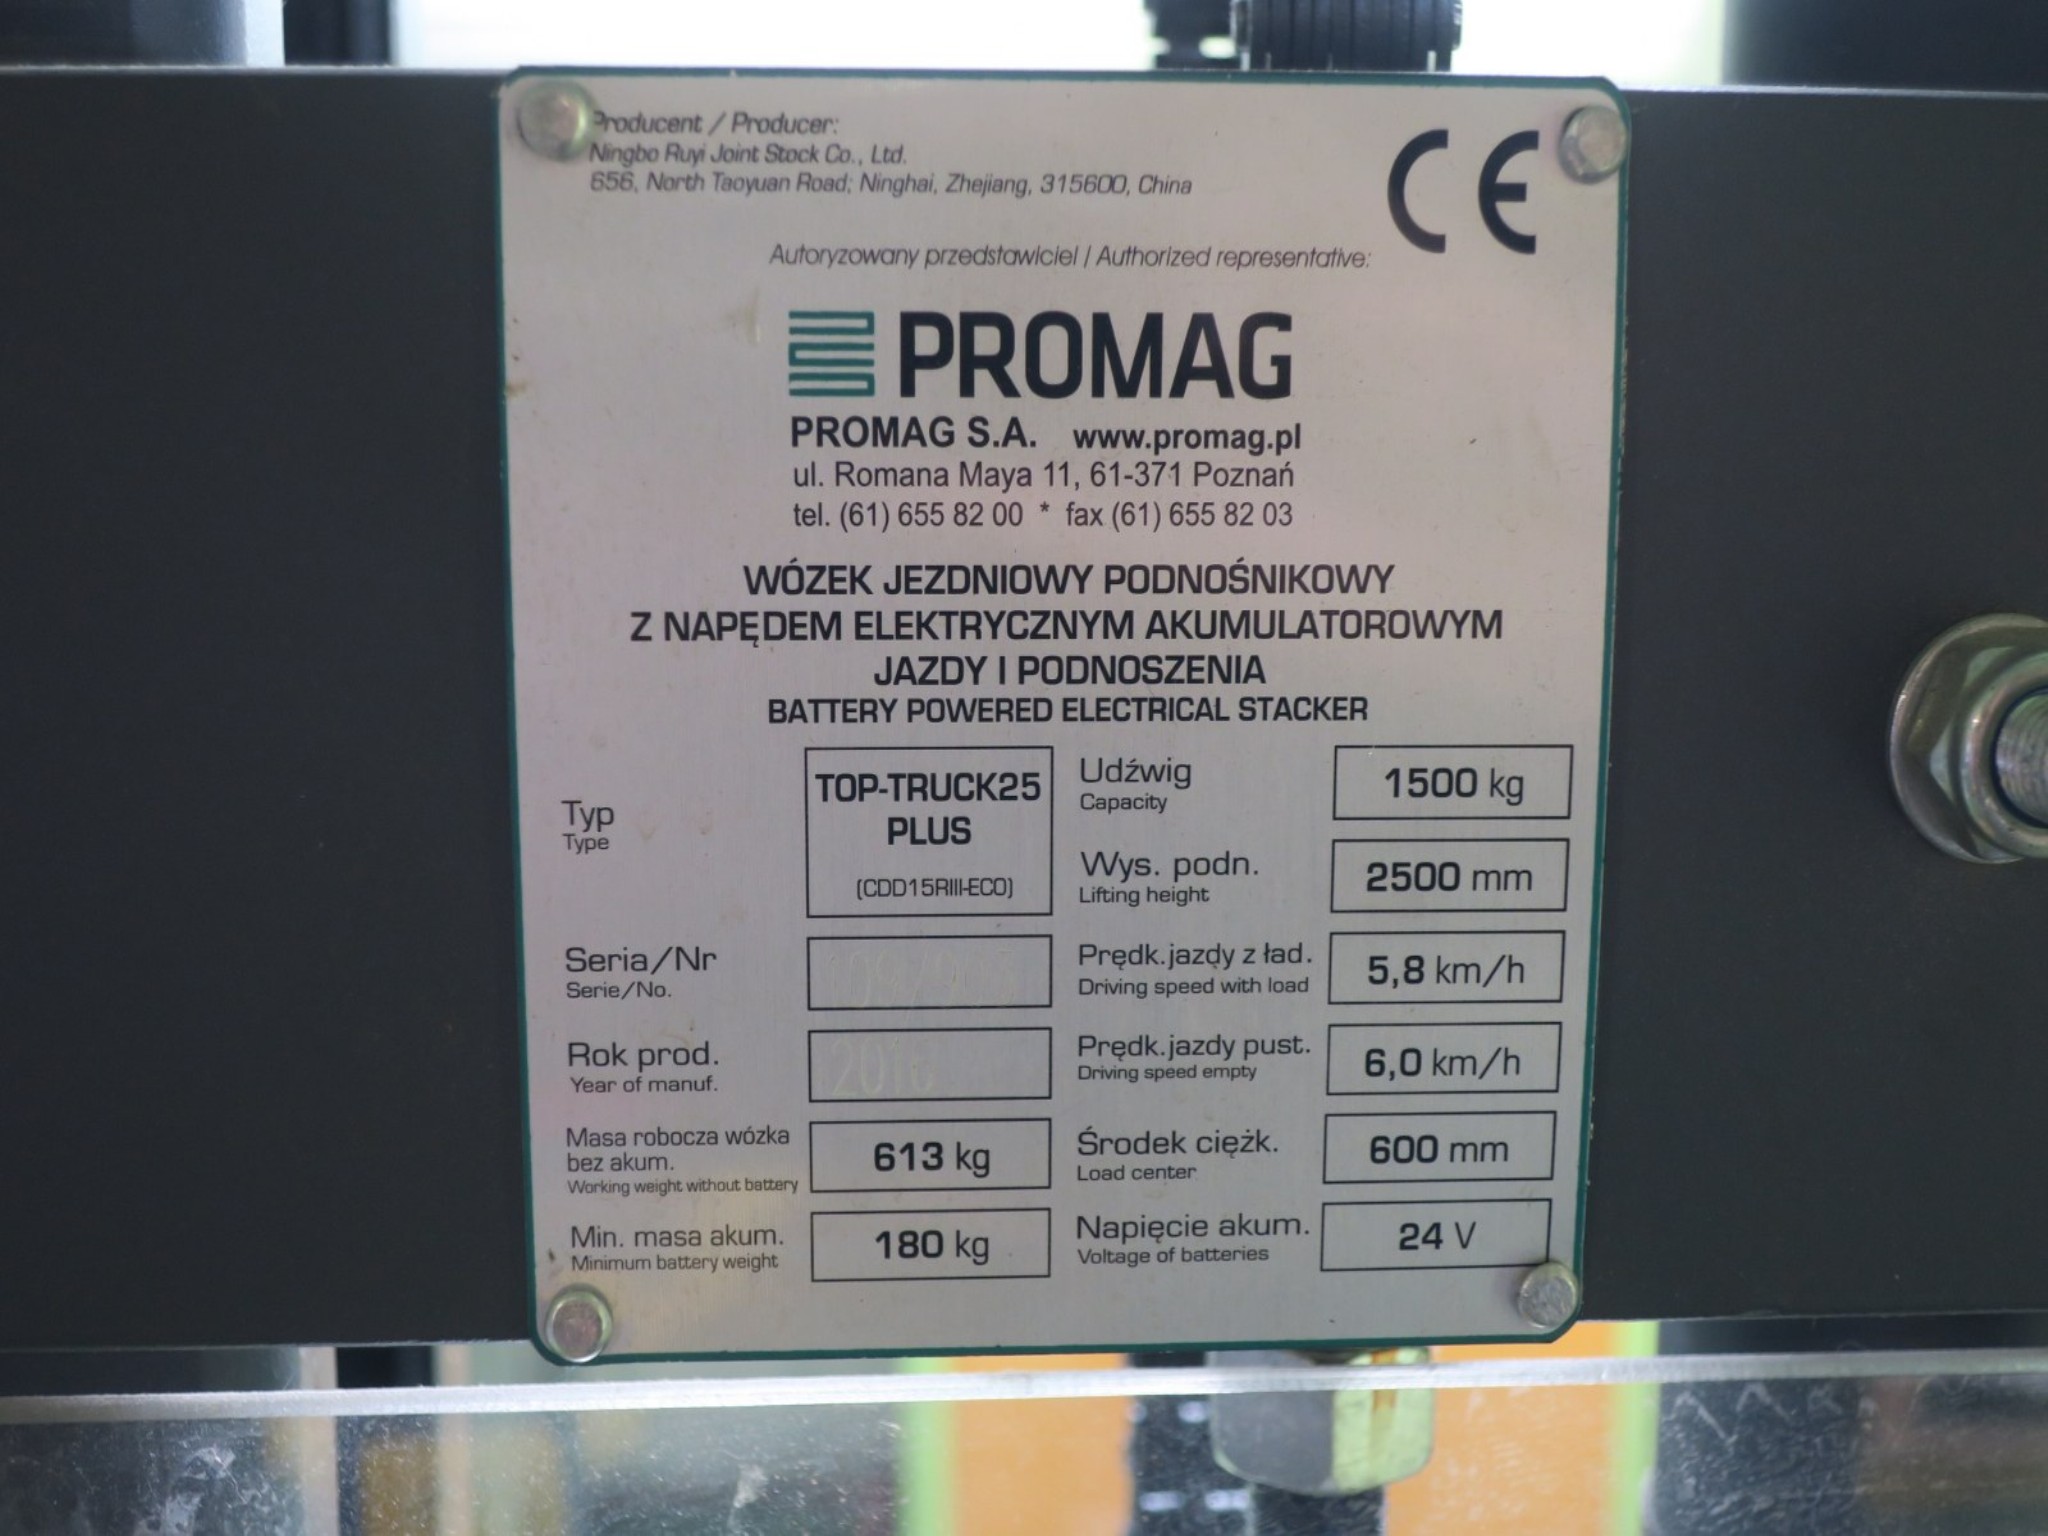 Producent / Producer:
Ningbo Ruyi Joint Stock Co., Ltd.
656, North Taoyuan Road; Ninghai, Zhejiang, 315600, China
CE
Autoryzowany przedstawiciel / Authorized representative:
PROMAG
PROMAG S.A. www.promag.pl
ul. Romana Maya 11, 61-371 Poznań
tel. (61) 655 82 00 * fax (61) 655 82 03
WÓZEK JEZDNIOWY PODNOŚNIKOWY
Z NAPĘDEM ELEKTRYCZNYM AKUMULATOROWYM
JAZDY I PODNOSZENIA
BATTERY POWERED ELECTRICAL STACKER
Typ
Type
TOP-TRUCK25
PLUS
(CDD15RIII-ECO)
Seria/Nr
Serie/No.
Rok prod.
Year of manuf.
Masa robocza wózka
bez akum.
Working weight without battery
613 kg
Min. masa akum.
Minimum battery weight
180 kg
Udźwig
Capacity
1500 kg
Wys. podn.
Lifting height
2500 mm
Prędk.jazdy z ład.
Driving speed with load
5,8 km/h
Prędk.jazdy pust.
Driving speed empty
6,0 km/h
Środek ciężk.
Load center
600 mm
Napięcie akum.
Voltage of batteries
24 V